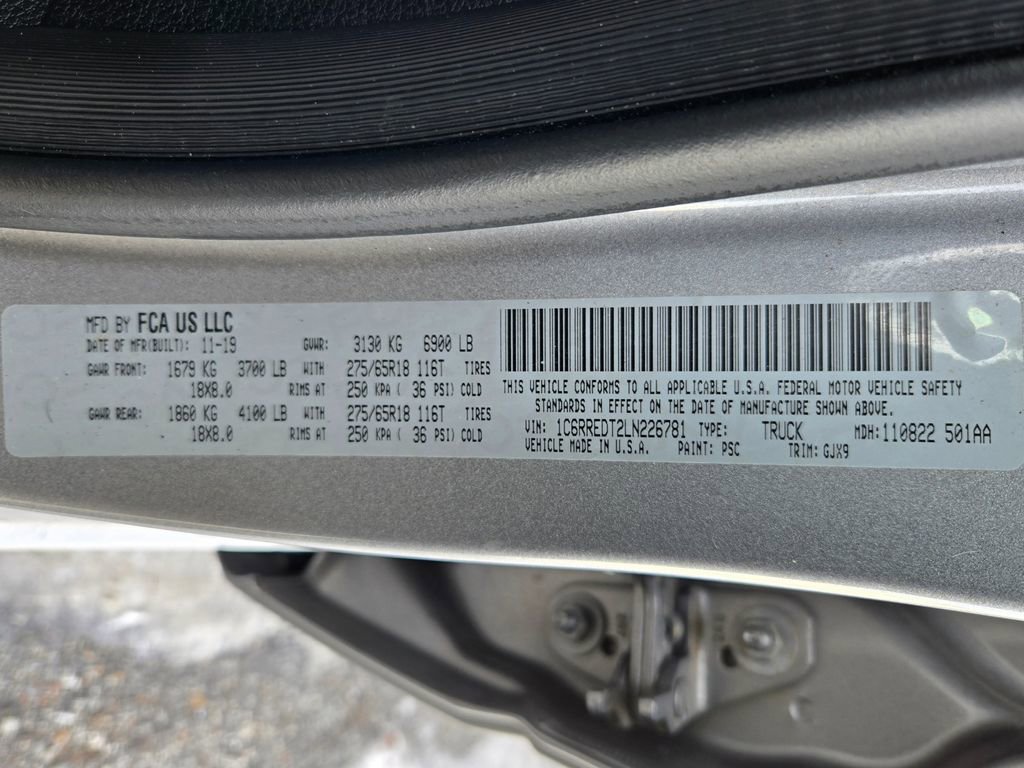 MFD BY FCA US LLC
DATE OF MFR(BUILT): 11-19 GVWR: 3130 KG 6900 LB
GAWR FRONT: 1679 KG 3700 LB WITH 275/65R18 116T TIRES
18X8.0 RIMS AT 250 KPA ( 36 PSI) COLD
GAWR REAR: 1860 KG 4100 LB WITH 275/65R18 116T TIRES
18X8.0 RIMS AT 250 KPA ( 36 PSI) COLD
THIS VEHICLE CONFORMS TO ALL APPLICABLE U.S.A. FEDERAL MOTOR VEHICLE SAFETY
STANDARDS IN EFFECT ON THE DATE OF MANUFACTURE SHOWN ABOVE.
VIN: 1C6RREDT2LN226781 TYPE: TRUCK MDH: 110822 501AA
VEHICLE MADE IN U.S.A. PAINT: PSC TRIM: GJX9